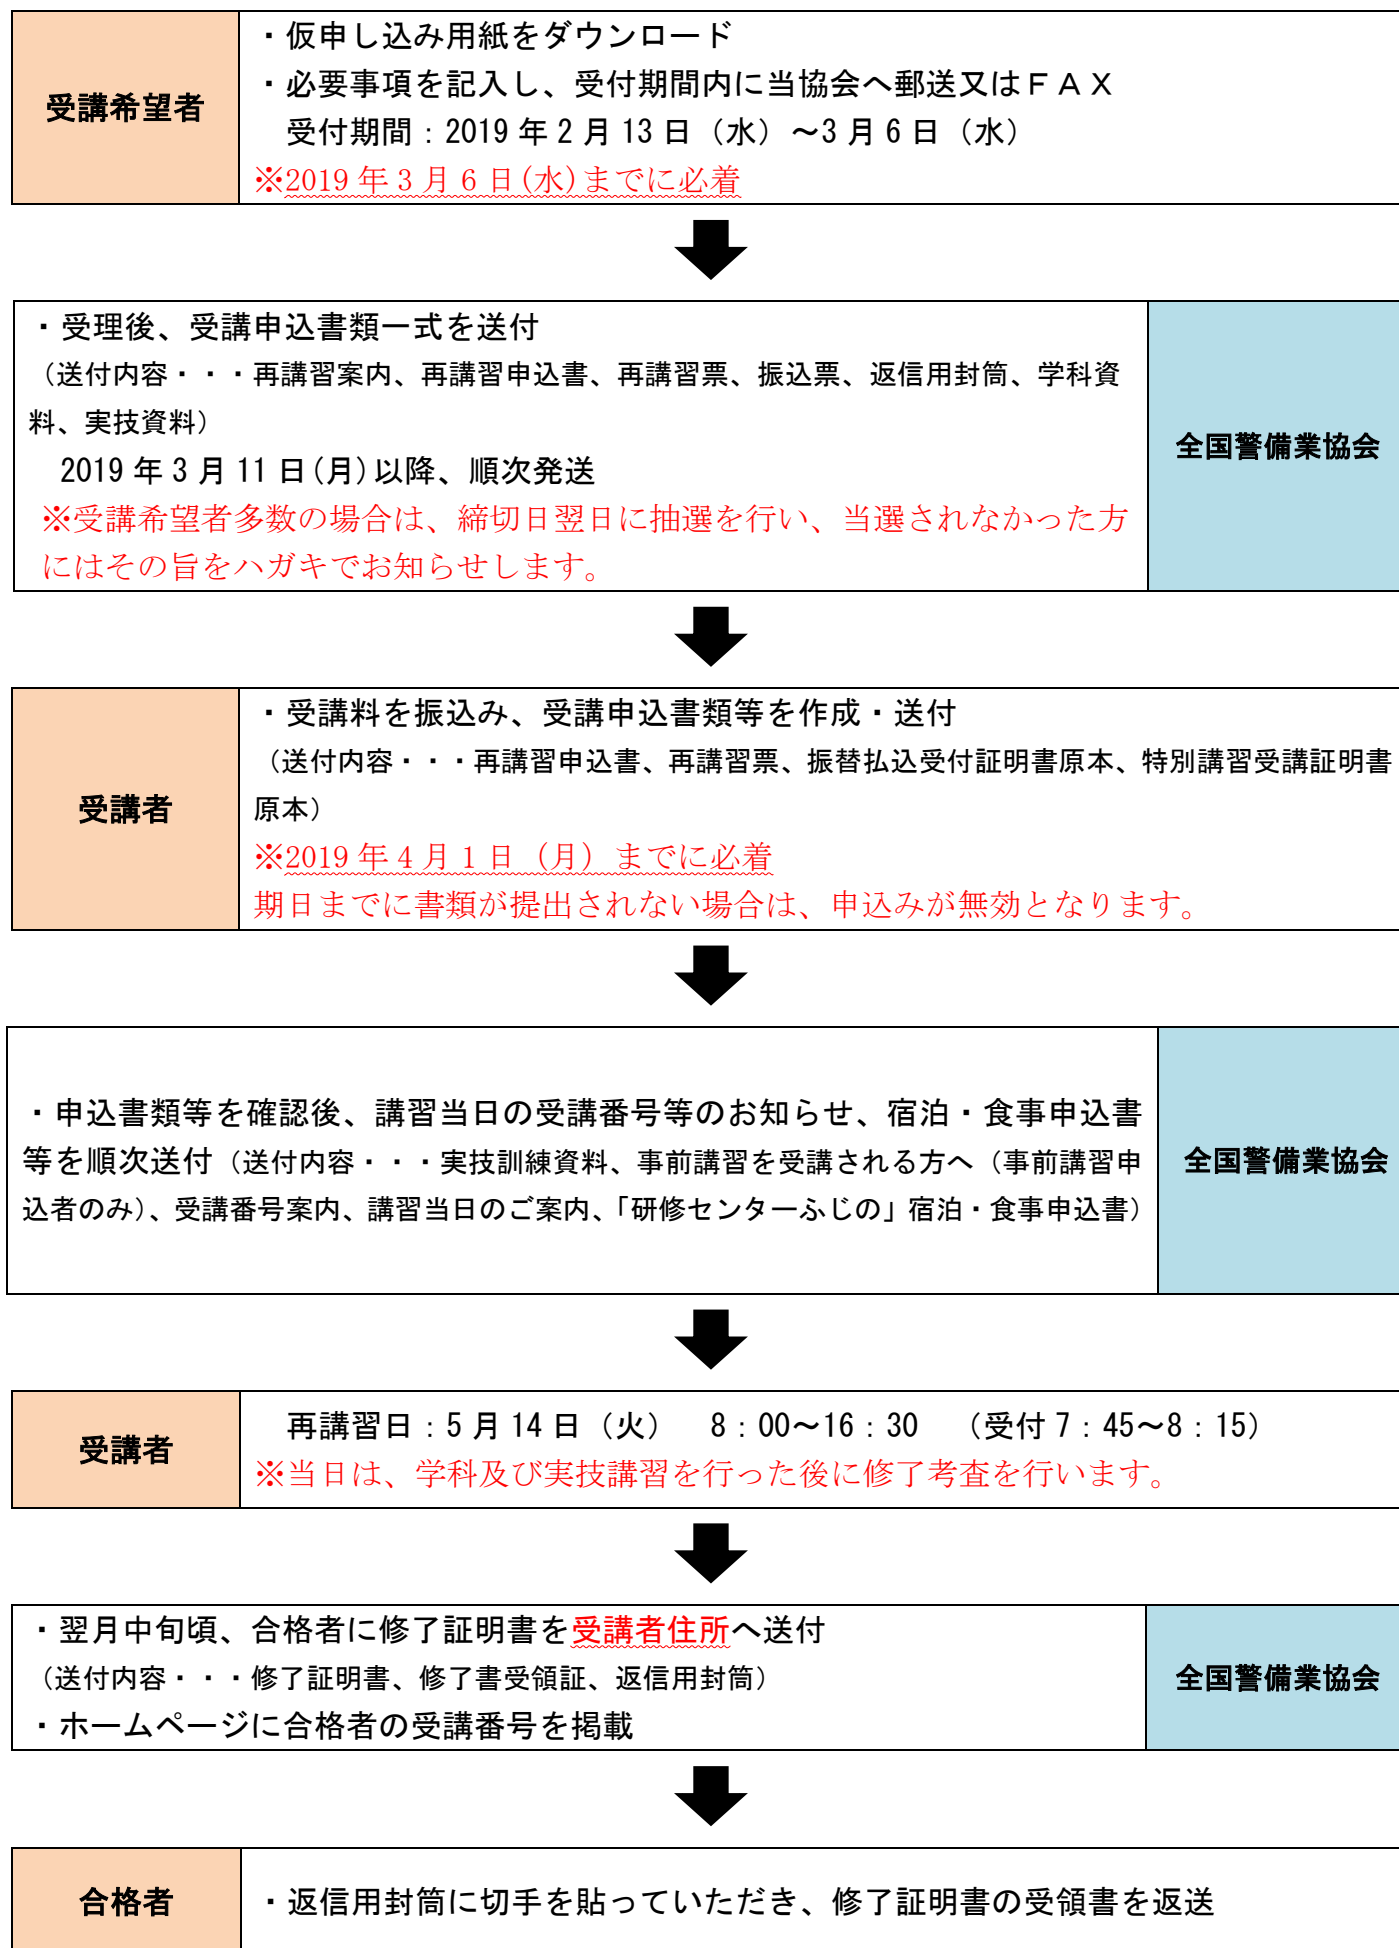 受講希望者
・仮申し込み用紙をダウンロード
・必要事項を記入し、受付期間内に当協会へ郵送又はＦＡＸ
受付期間：2019 年 2 月 13 日（水）～3 月 6 日（水）
※2019 年 3 月 6 日(水)までに必着
・受理後、受講申込書類一式を送付
（送付内容・・・再講習案内、再講習申込書、再講習票、振込票、返信用封筒、学科資
料、実技資料）
2019 年 3 月 11 日(月)以降、順次発送
※受講希望者多数の場合は、締切日翌日に抽選を行い、当選されなかった方
にはその旨をハガキでお知らせします。
全国警備業協会
受講者
・受講料を振込み、受講申込書類等を作成・送付
（送付内容・・・再講習申込書、再講習票、振替払込受付証明書原本、特別講習受講証明書
原本）
※2019 年 4 月 1 日（月）までに必着
期日までに書類が提出されない場合は、申込みが無効となります。
・申込書類等を確認後、講習当日の受講番号等のお知らせ、宿泊・食事申込書
等を順次送付（送付内容・・・実技訓練資料、事前講習を受講される方へ（事前講習申
込者のみ）、受講番号案内、講習当日のご案内、「研修センターふじの」宿泊・食事申込書）
全国警備業協会
受講者
再講習日：5 月 14 日（火）　8：00～16：30　（受付 7：45～8：15）
※当日は、学科及び実技講習を行った後に修了考査を行います。
・翌月中旬頃、合格者に修了証明書を受講者住所へ送付
（送付内容・・・修了証明書、修了書受領証、返信用封筒）
・ホームページに合格者の受講番号を掲載
全国警備業協会
合格者
・返信用封筒に切手を貼っていただき、修了証明書の受領書を返送